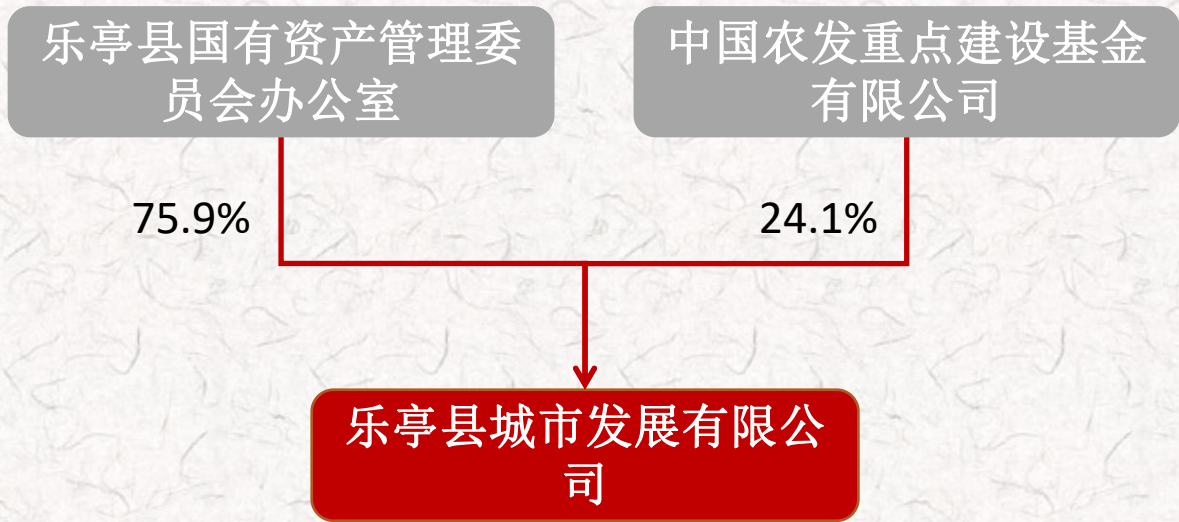 乐亭县国有资产管理委
员会办公室
中国农发重点建设基金
有限公司
75.9%
24.1%
乐亭县城市发展有限公
司